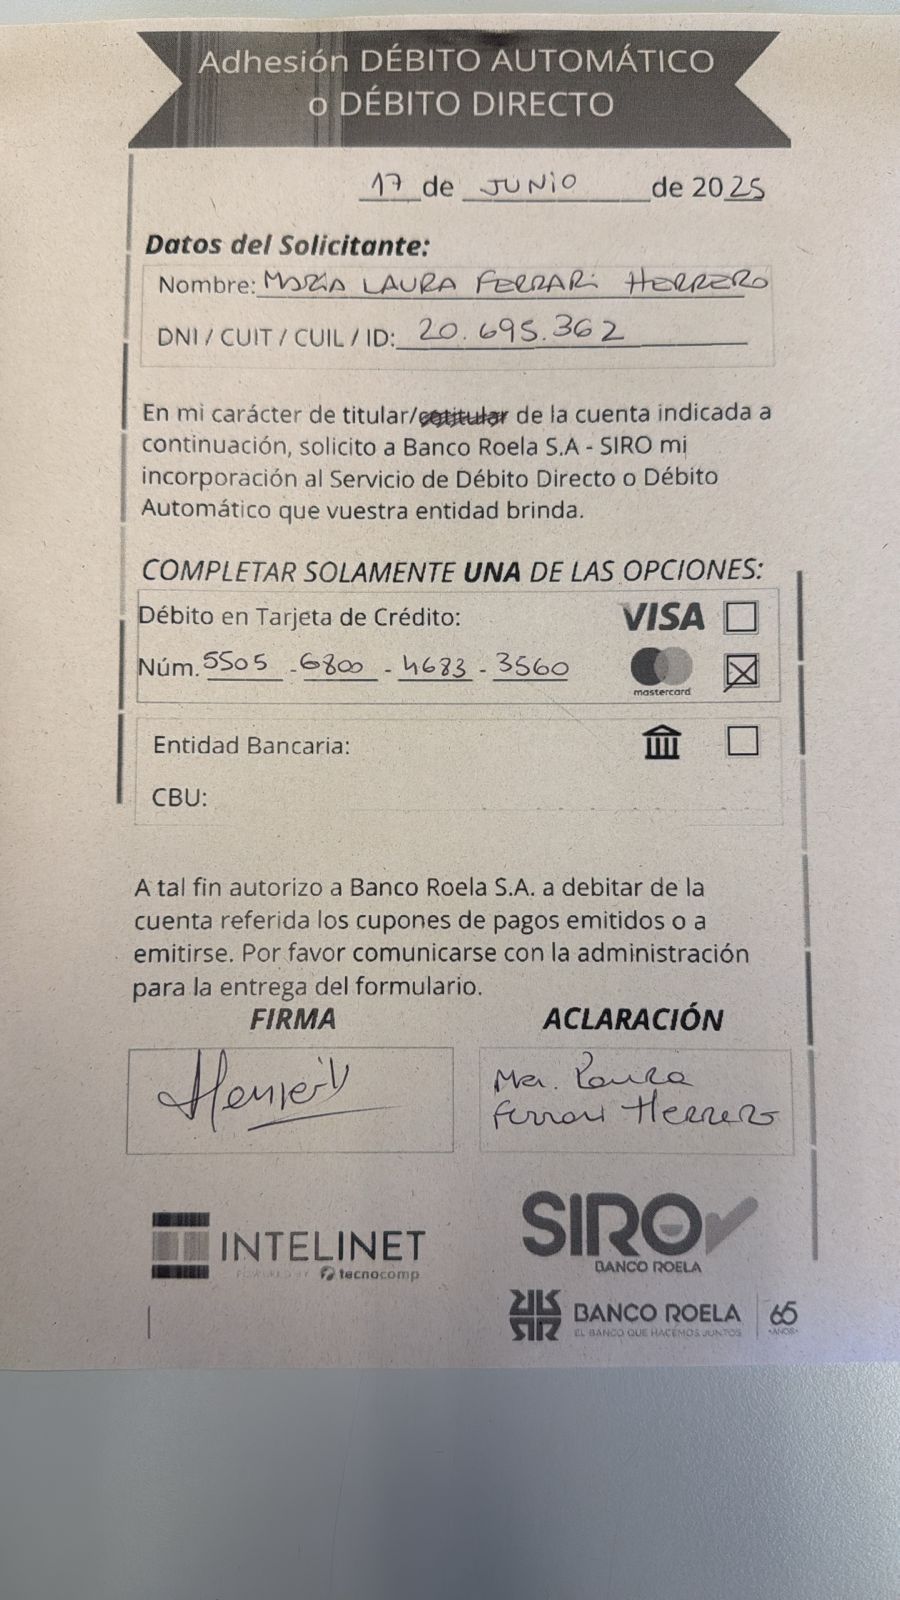 Adhesión DÉBITO AUTOMÁTICO
o DÉBITO DIRECTO
17 de JUNIO de 2025
Datos del Solicitante:
Nombre: MARÍA LAURA FERRARI HERRERO
DNI / CUIT / CUIL / ID: 20.695.362
En mi carácter de titular/cotitular de la cuenta indicada a
continuación, solicito a Banco Roela S.A - SIRO mi
incorporación al Servicio de Débito Directo o Débito
Automático que vuestra entidad brinda.
COMPLETAR SOLAMENTE UNA DE LAS OPCIONES:
Débito en Tarjeta de Crédito: VISA
Núm. 5505 - 6800 - 4683 - 3560 mastercard
Entidad Bancaria:
CBU:
A tal fin autorizo a Banco Roela S.A. a debitar de la
cuenta referida los cupones de pagos emitidos o a
emitirse. Por favor comunicarse con la administración
para la entrega del formulario.
FIRMA ACLARACIÓN
Ma. Laura
Ferrari Herrero
INTELINET
POWERED BY tecnocomp
SIRO
BANCO ROELA
BANCO ROELA 65
EL BANCO QUE HACEMOS JUNTOS •AÑOS•